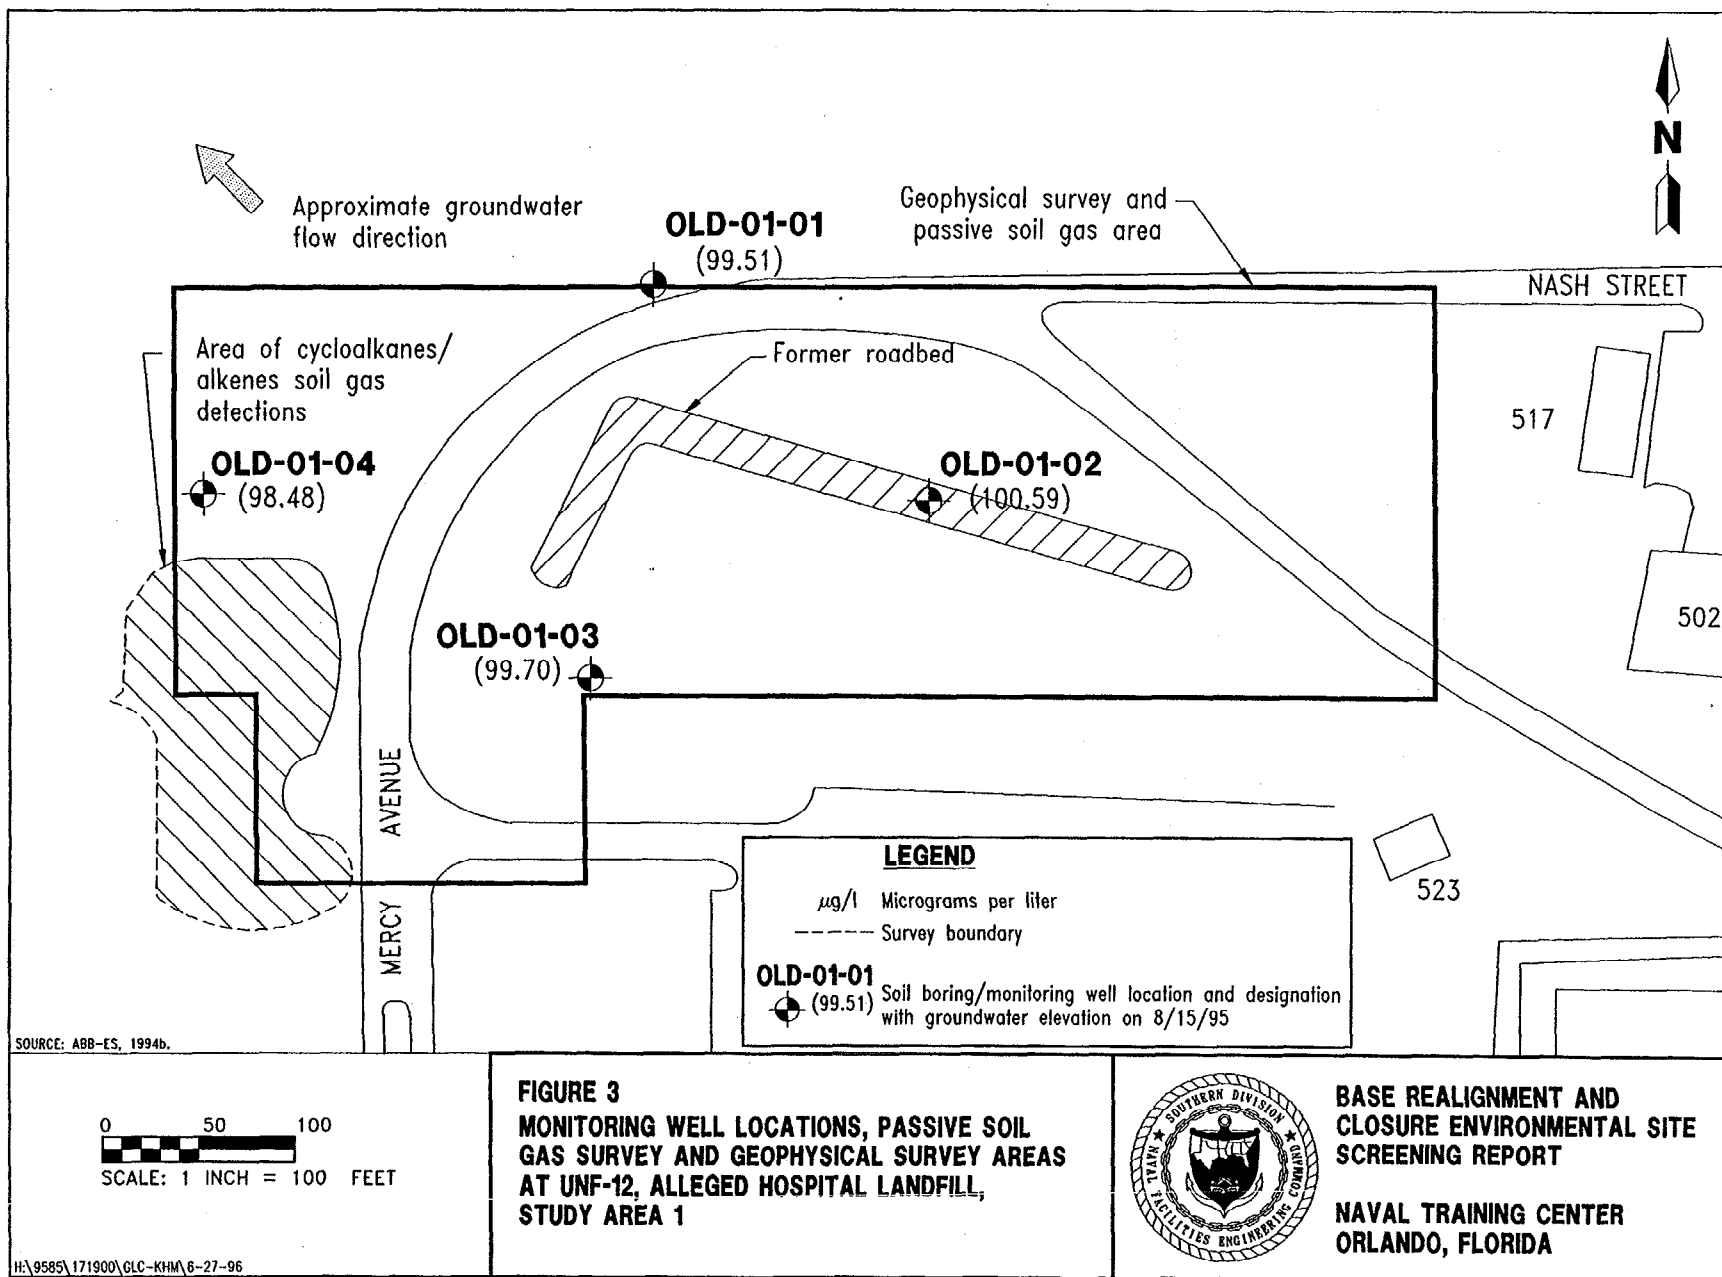 N
Approximate groundwater
flow direction
OLD-01-01
(99.51)
Geophysical survey and
passive soil gas area
NASH STREET
Area of cycloalkanes/
alkenes soil gas
detections
Former roadbed
517
OLD-01-04
(98.48)
OLD-01-02
(100.59)
502
OLD-01-03
(99.70)
MERCY AVENUE
523
LEGEND
µg/l Micrograms per liter
Survey boundary
OLD-01-01
(99.51)
Soil boring/monitoring well location and designation
with groundwater elevation on 8/15/95
SOURCE: ABB-ES, 1994b.
0 50 100
SCALE: 1 INCH = 100 FEET
H:\9585\171900\GLC-KHM\6-27-96
FIGURE 3
MONITORING WELL LOCATIONS, PASSIVE SOIL
GAS SURVEY AND GEOPHYSICAL SURVEY AREAS
AT UNF-12, ALLEGED HOSPITAL LANDFILL,
STUDY AREA 1
SOUTHERN DIVISION
NAVAL FACILITIES ENGINEERING COMMAND
BASE REALIGNMENT AND
CLOSURE ENVIRONMENTAL SITE
SCREENING REPORT
NAVAL TRAINING CENTER
ORLANDO, FLORIDA